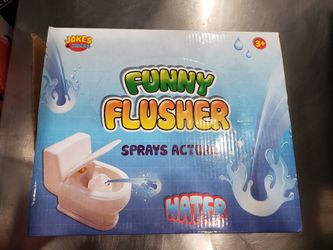 JOKES
3+
FUNNY
FLUSHER
SPRAYS ACTUAL
WATER